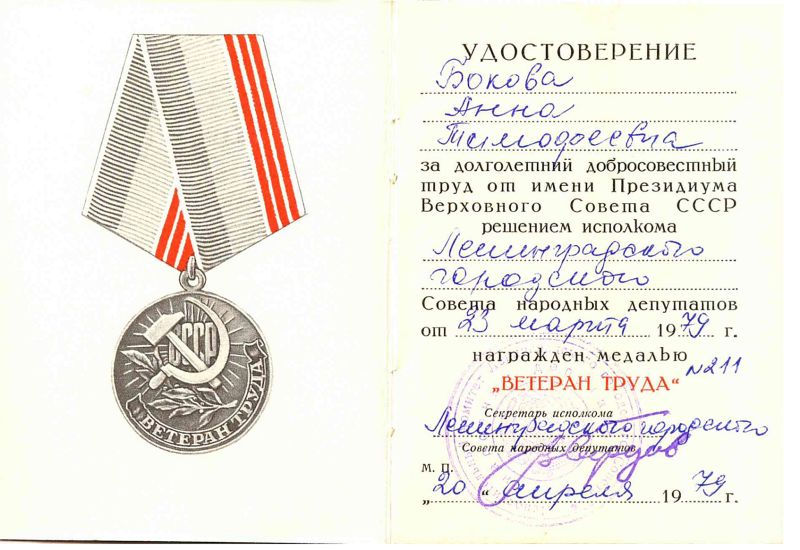 СССР
ВЕТЕРАН ТРУДА
УДОСТОВЕРЕНИЕ
Бокова
Анна
Тимофеевна
за долголетний добросовестный
труд от имени Президиума
Верховного Совета СССР
решением исполкома
Ленинградского
городского
Совета народных депутатов
от 23 марта 1979 г.
награжден медалью
„ВЕТЕРАН ТРУДА“ №211
Секретарь исполкома
Ленинградского городского
Совета народных депутатов
М. П.
„20“ апреля 1979 г.